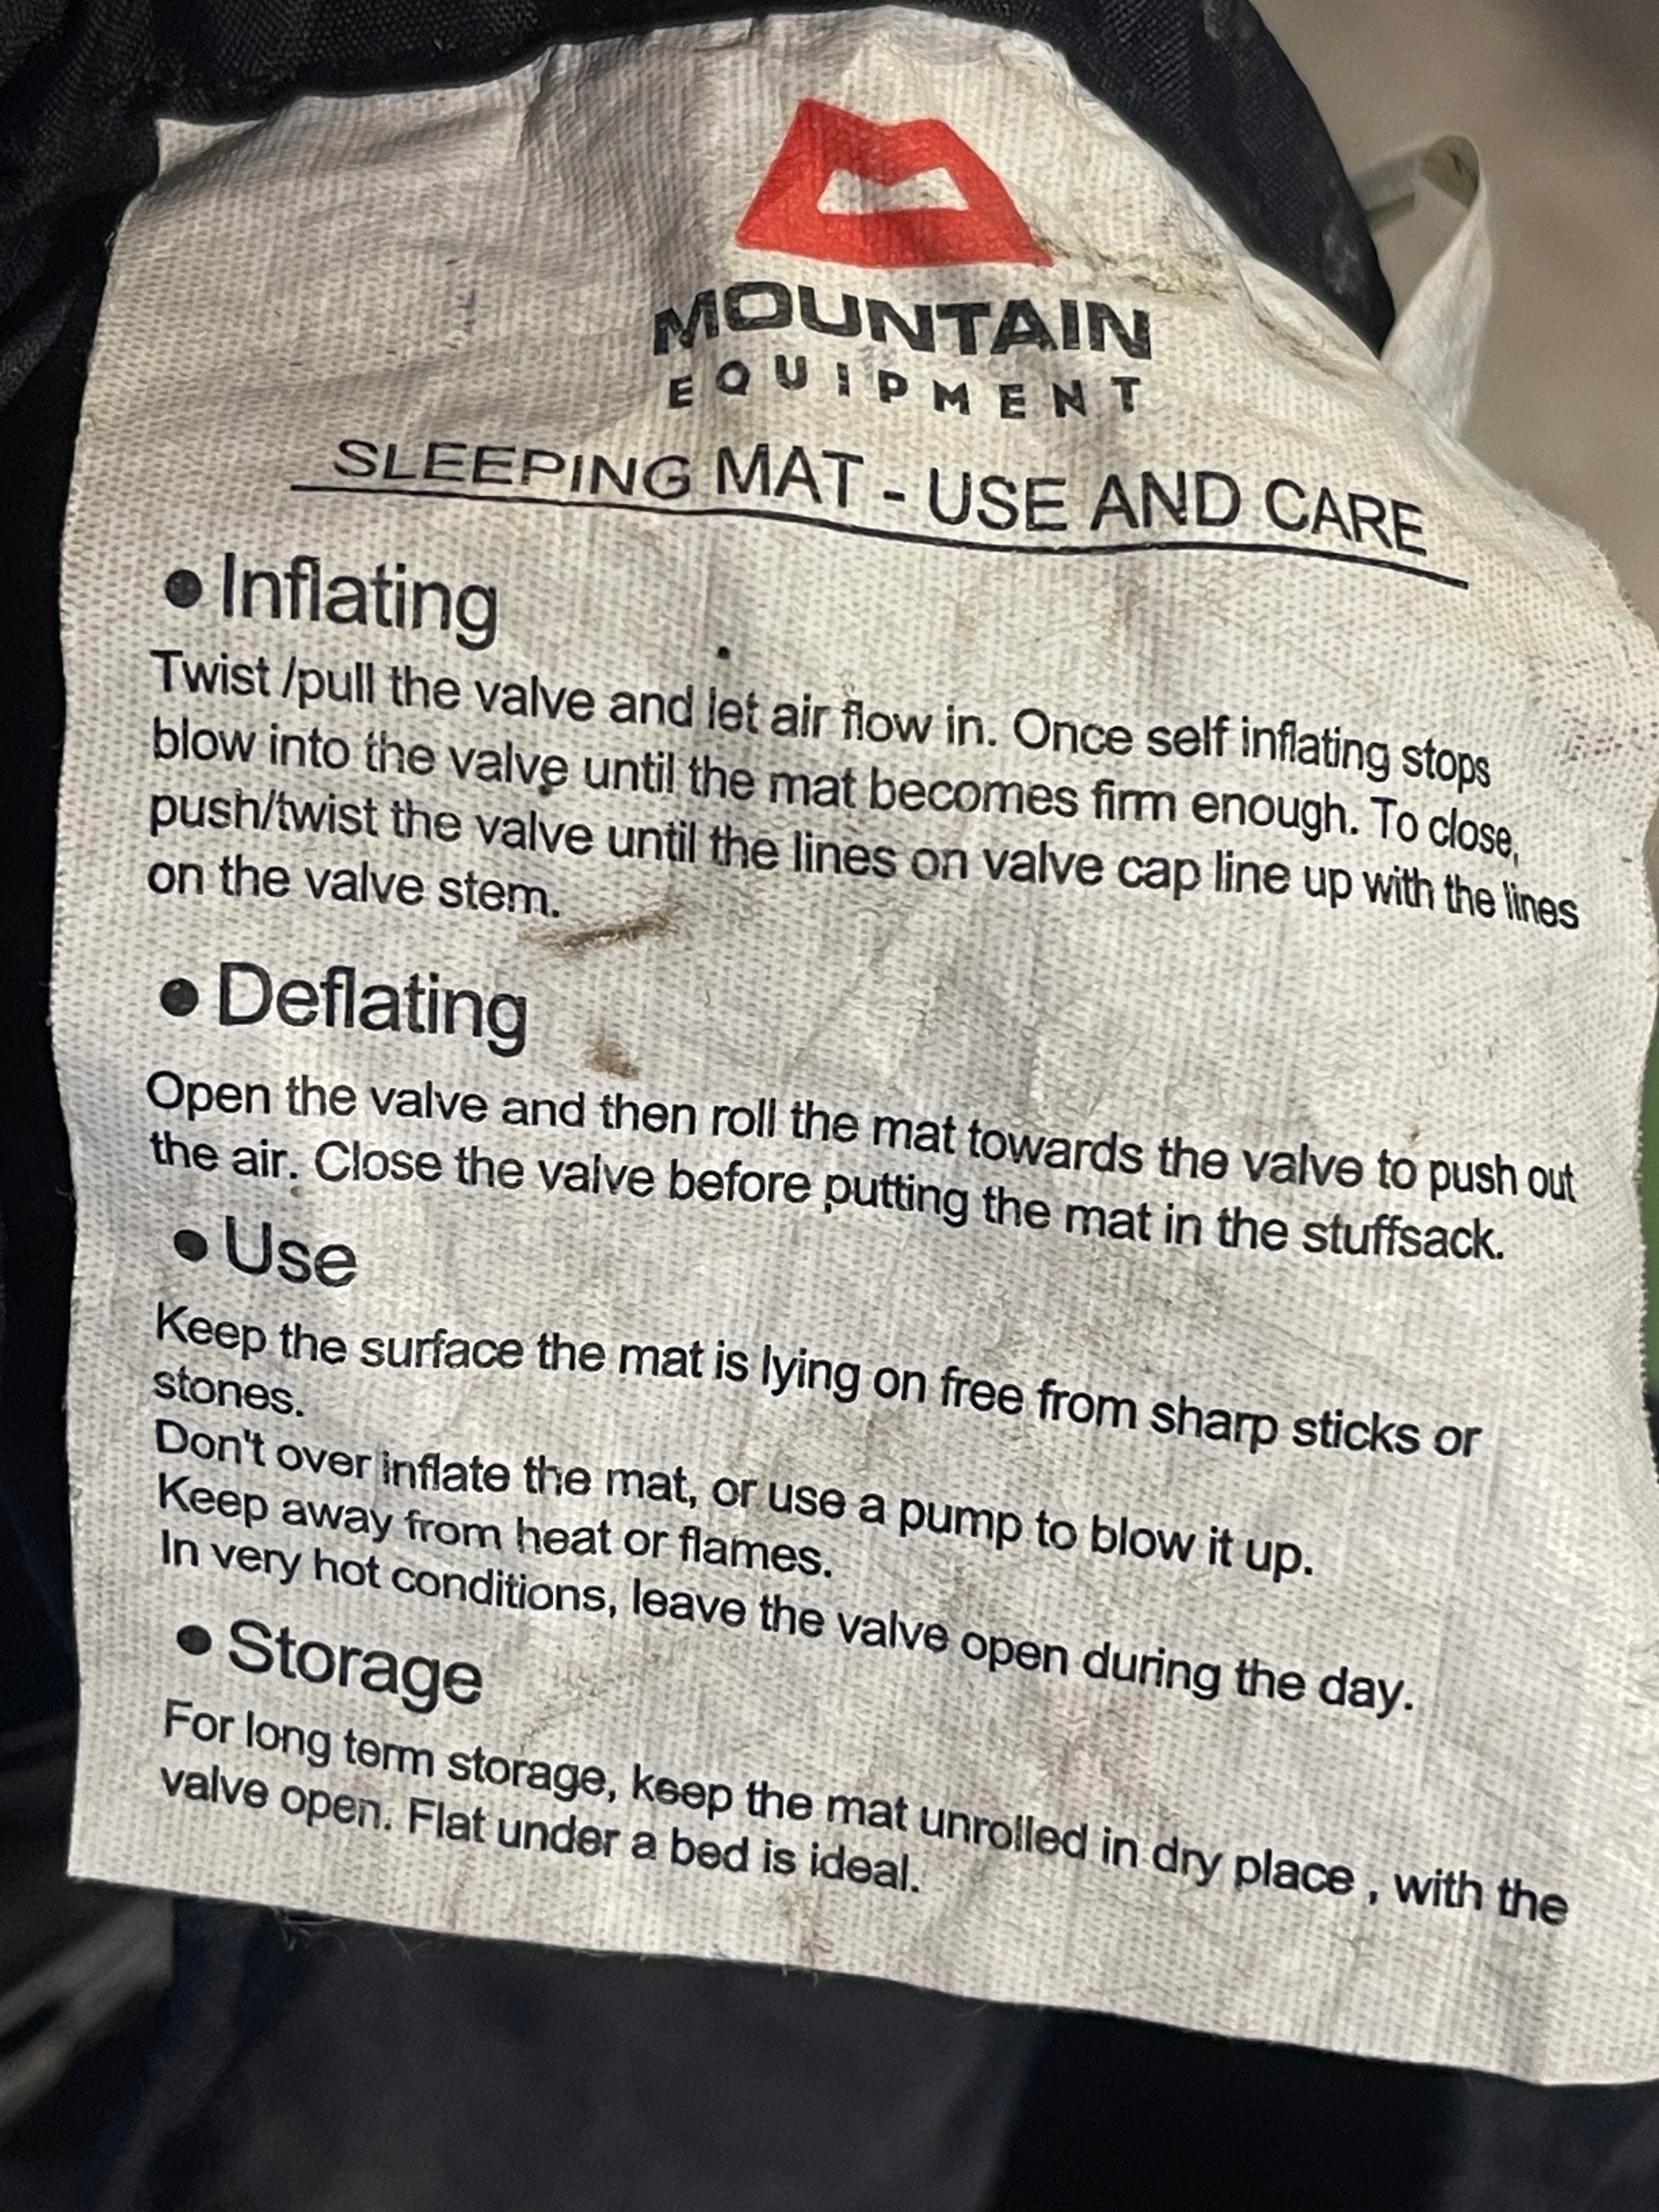 MOUNTAIN
EQUIPMENT
SLEEPING MAT - USE AND CARE
• Inflating
Twist /pull the valve and let air flow in. Once self inflating stops
blow into the valve until the mat becomes firm enough. To close,
push/twist the valve until the lines on valve cap line up with the lines
on the valve stem.
• Deflating
Open the valve and then roll the mat towards the valve to push out
the air. Close the valve before putting the mat in the stuffsack.
• Use
Keep the surface the mat is lying on free from sharp sticks or
stones.
Don't over inflate the mat, or use a pump to blow it up.
Keep away from heat or flames.
In very hot conditions, leave the valve open during the day.
• Storage
For long term storage, keep the mat unrolled in dry place , with the
valve open. Flat under a bed is ideal.